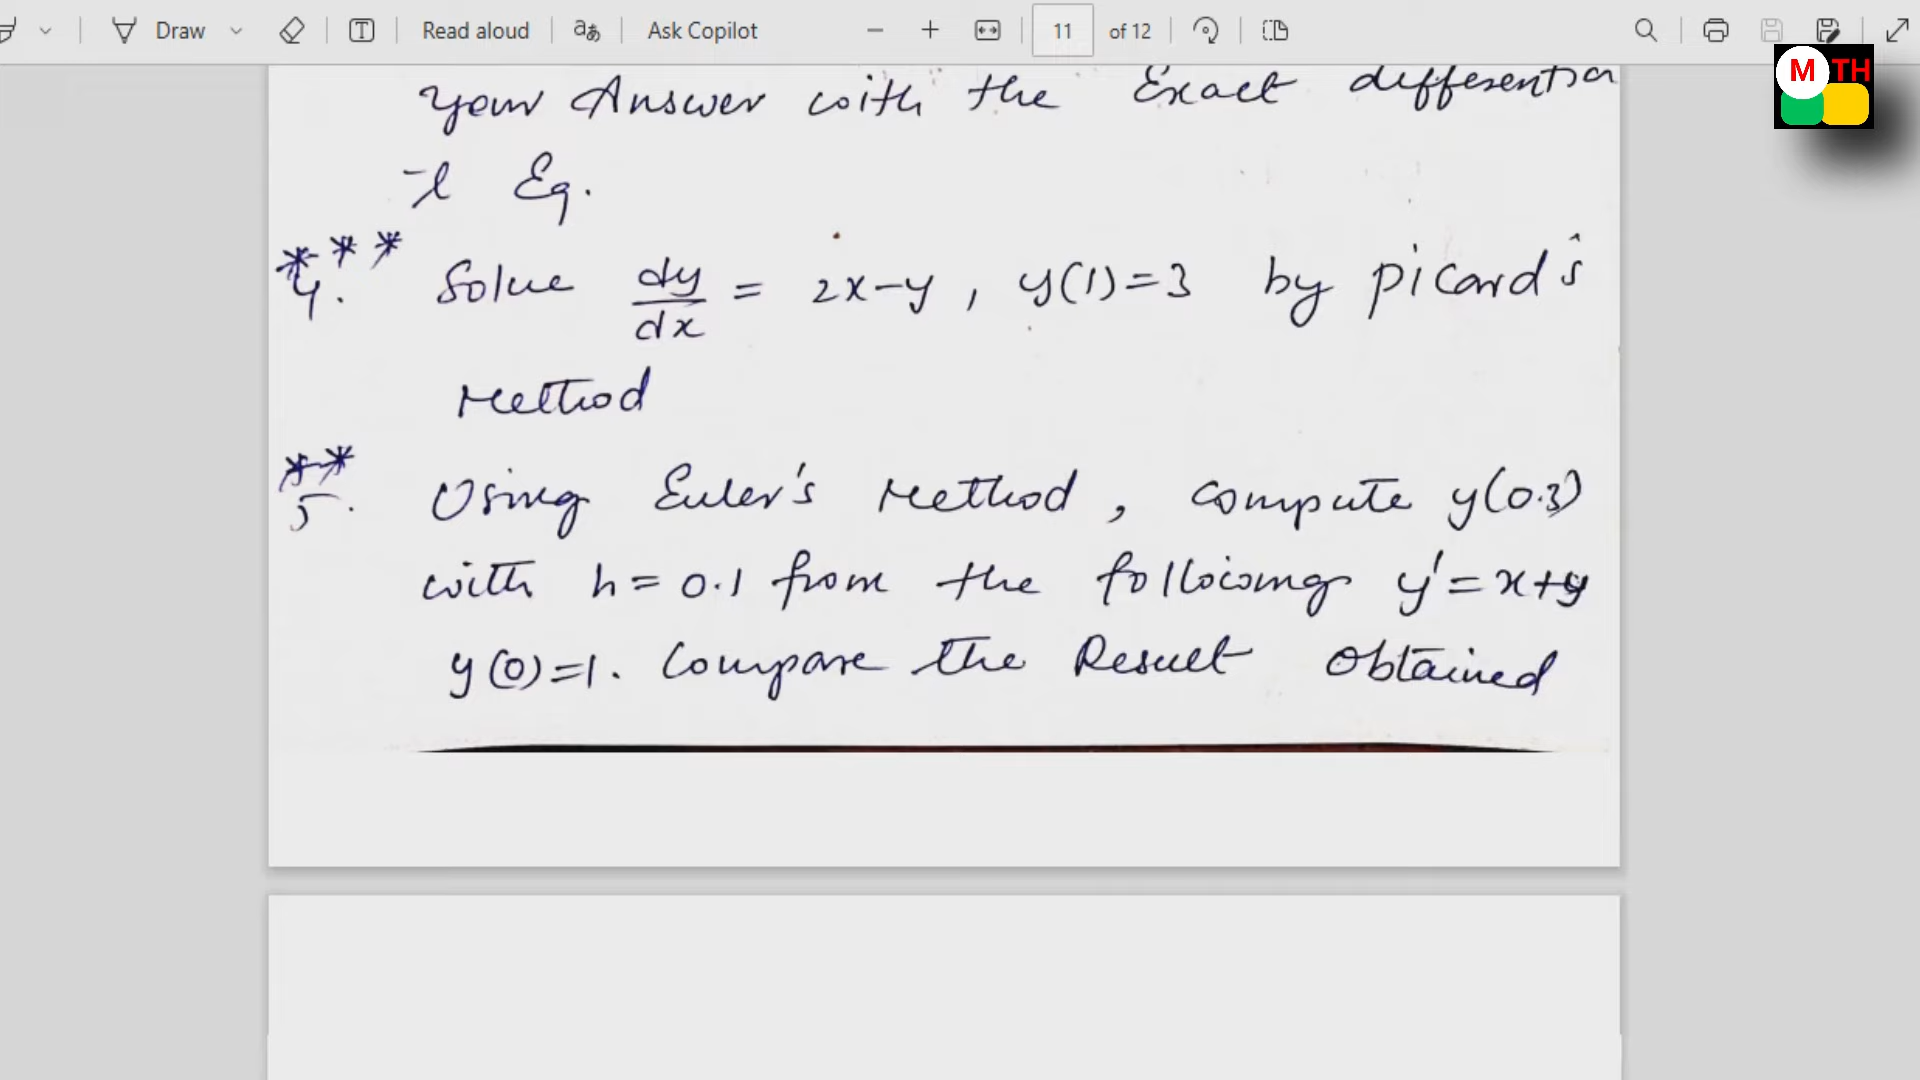 Draw
Read aloud
aあ
Ask Copilot
11 of 12
M TH
your Answer with the Exact differentia
-l Eq.
***
4. Solve dy/dx = 2x-y, y(1)=3 by picard's
Method
**
5. Using Euler's Method, compute y(0.3)
with h=0.1 from the following y'=x+y
y(0)=1. Compare the Result Obtained